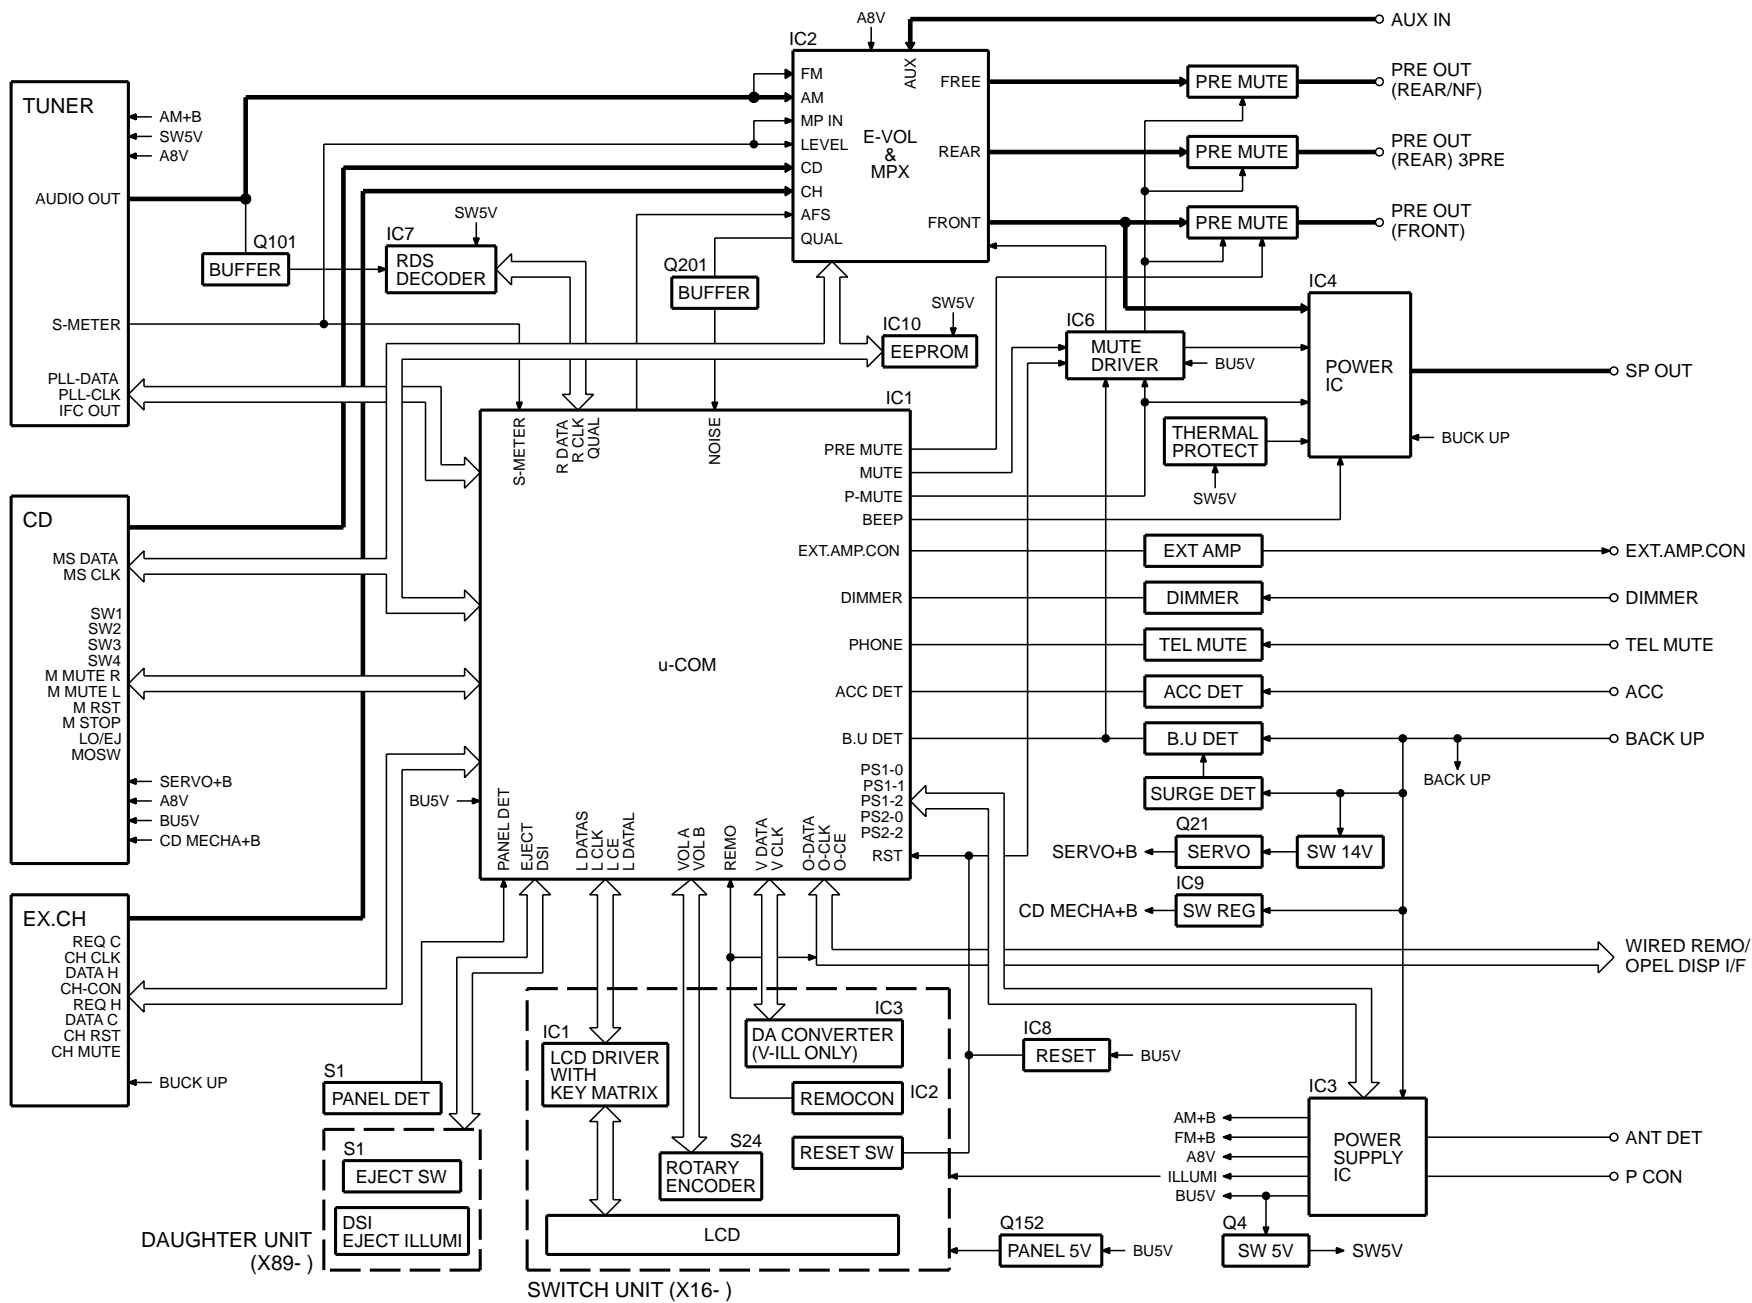 A8V
AUX IN
IC2
AUX
FM
AM
MP IN
LEVEL
CD
CH
AFS
QUAL
E-VOL
&
MPX
FREE
REAR
FRONT
PRE MUTE
PRE OUT
(REAR/NF)
PRE MUTE
PRE OUT
(REAR) 3PRE
PRE MUTE
PRE OUT
(FRONT)
TUNER
AM+B
SW5V
A8V
AUDIO OUT
S-METER
PLL-DATA
PLL-CLK
IFC OUT
Q101
BUFFER
SW5V
IC7
RDS
DECODER
Q201
BUFFER
SW5V
IC10
EEPROM
IC6
MUTE
DRIVER
BU5V
IC4
POWER
IC
SP OUT
BUCK UP
THERMAL
PROTECT
SW5V
CD
MS DATA
MS CLK
SW1
SW2
SW3
SW4
M MUTE R
M MUTE L
M RST
M STOP
LO/EJ
MOSW
SERVO+B
A8V
BU5V
CD MECHA+B
EX.CH
REQ C
CH CLK
DATA H
CH-CON
REQ H
DATA C
CH RST
CH MUTE
BUCK UP
IC1
S-METER
R DATA
R CLK
QUAL
NOISE
u-COM
PRE MUTE
MUTE
P-MUTE
BEEP
EXT.AMP.CON
DIMMER
PHONE
ACC DET
B.U DET
PS1-0
PS1-1
PS1-2
PS2-0
PS2-2
RST
BU5V
PANEL DET
EJECT
DSI
L DATAS
L CLK
L CE
L DATAL
VOL A
VOL B
REMO
V DATA
V CLK
O-DATA
O-CLK
O-CE
EXT AMP
EXT.AMP.CON
DIMMER
DIMMER
TEL MUTE
TEL MUTE
ACC DET
ACC
B.U DET
BACK UP
BACK UP
SURGE DET
Q21
SERVO+B
SERVO
SW 14V
IC9
CD MECHA+B
SW REG
WIRED REMO/
OPEL DISP I/F
IC8
RESET
BU5V
IC3
POWER
SUPPLY
IC
AM+B
FM+B
A8V
ILLUMI
BU5V
ANT DET
P CON
Q4
SW 5V
SW5V
Q152
PANEL 5V
BU5V
S1
PANEL DET
S1
EJECT SW
DSI
EJECT ILLUMI
DAUGHTER UNIT
(X89- )
IC1
LCD DRIVER
WITH
KEY MATRIX
IC3
DA CONVERTER
(V-ILL ONLY)
REMOCON
IC2
RESET SW
S24
ROTARY
ENCODER
LCD
SWITCH UNIT (X16- )